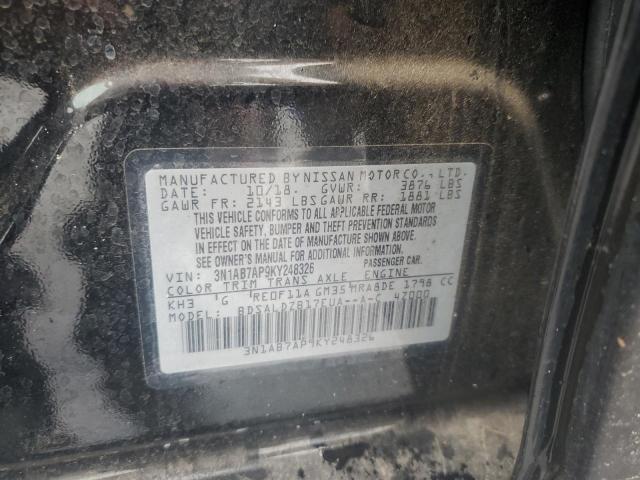 MANUFACTURED BY NISSAN MOTOR CO., LTD.
DATE: 10/18. GVWR: 3876 LBS
GAWR FR: 2143 LBS GAWR RR: 1881 LBS
THIS VEHICLE CONFORMS TO ALL APPLICABLE FEDERAL MOTOR
VEHICLE SAFETY, BUMPER AND THEFT PREVENTION STANDARDS
IN EFFECT ON THE DATE OF MANUFACTURE SHOWN ABOVE.
SEE OWNER'S MANUAL FOR ADDITIONAL INFORMATION
VIN: 3N1AB7AP9KY248326 PASSENGER CAR.
COLOR TRIM TRANS AXLE ENGINE
KH3 G RE0F11A GM35 MRA8DE 1798 CC
MODEL: BDSALDZB17EUA--A-C 4Z000
3N1AB7AP9KY248326